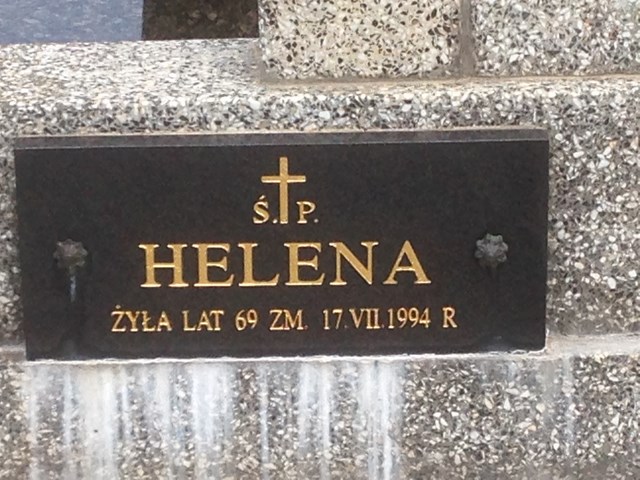 Ś. P.
HELENA
ŻYŁA LAT 69 ZM. 17.VII.1994 R